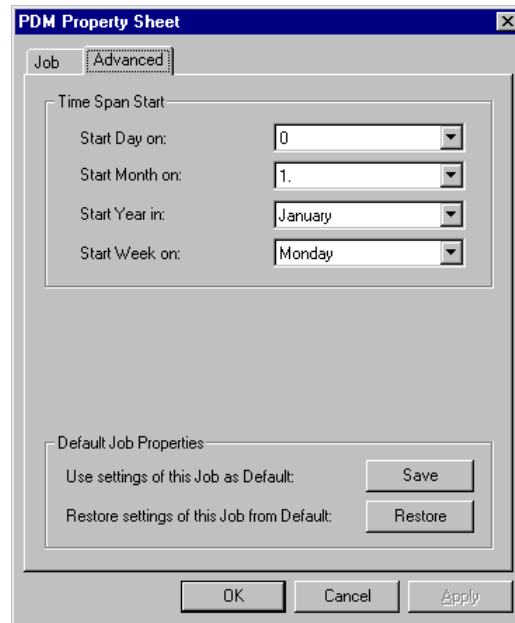 PDM Property Sheet
Job Advanced
Time Span Start
Start Day on: 0
Start Month on: 1.
Start Year in: January
Start Week on: Monday
Default Job Properties
Use settings of this Job as Default: Save
Restore settings of this Job from Default: Restore
OK Cancel Apply